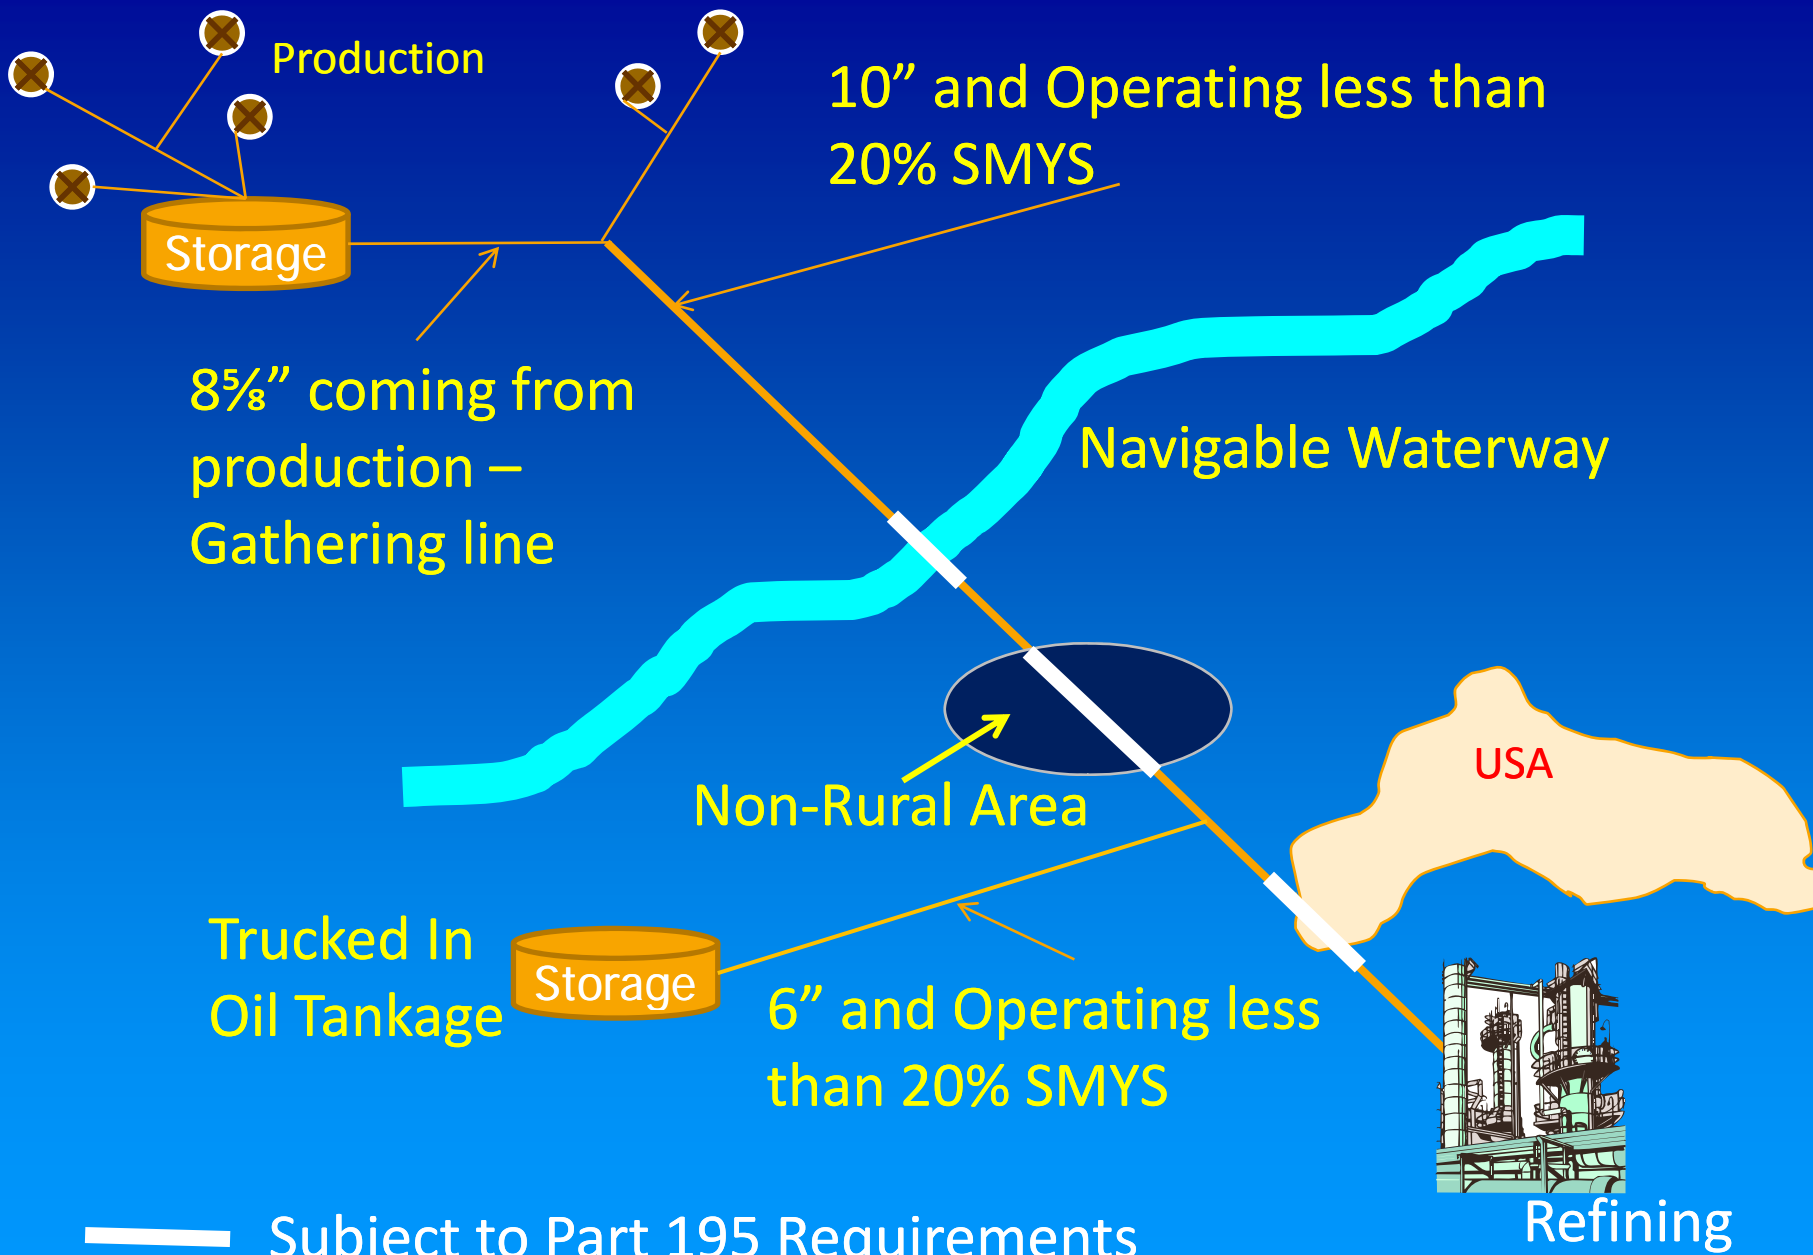 Production
10” and Operating less than
20% SMYS
Storage
8⅝” coming from
production –
Gathering line
Navigable Waterway
Non-Rural Area
USA
Trucked In
Oil Tankage
Storage
6” and Operating less
than 20% SMYS
Refining
Subject to Part 195 Requirements